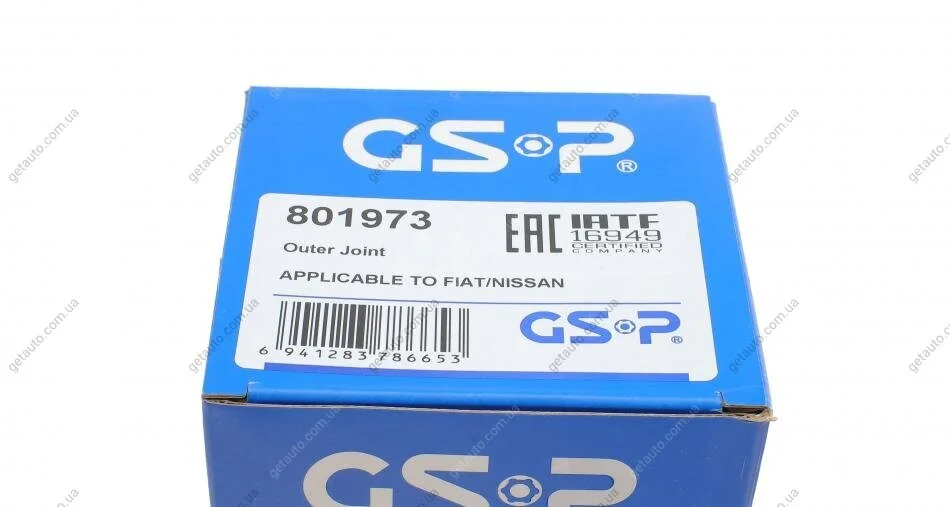 GSP®
801973
Outer Joint
APPLICABLE TO FIAT/NISSAN
EAC
IATF
16949
CERTIFIED
COMPANY
6 941283 786653
GSP®
GSP
getauto.com.ua